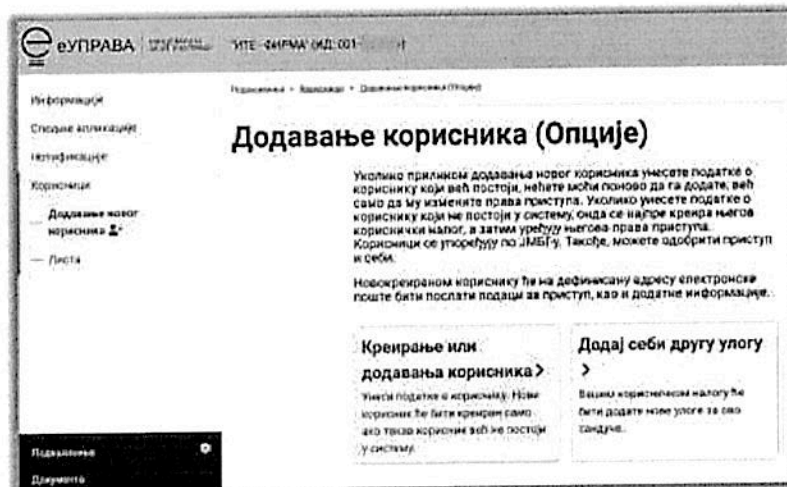 еУПРАВА
Информације
Спољне апликације
Нотификације
Корисници
Додавање новог
корисника
Листа
Подешавања
Документа
Подешавања • Корисници • Додавање корисника (Опције)
Додавање корисника (Опције)
Уколико приликом додавања новог корисника унесете податке о
кориснику који већ постоји, нећете моћи поново да га додате, већ
само да му измените права приступа. Уколико унесете податке о
кориснику који не постоји у систему, онда се најпре креира његов
кориснички налог, а затим уређују његова права приступа.
Корисници се упоређују по ЈМБГ-у. Такође, можете одобрити приступ
и себи.
Новокреираном кориснику ће на дефинисану адресу електронске
поште бити послати подаци за приступ, као и додатне информације.
Креирање или
додавања корисника >
Унеси податке о кориснику. Нови
корисник ће бити креиран само
ако такав корисник већ не постоји
у систему.
Додај себи другу улогу
>
Вашем корисничком налогу ће
бити додате нове улоге за ово
сандуче.